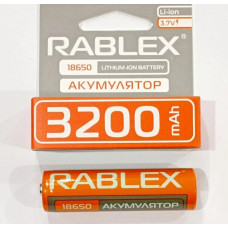 Li-ion
3.7V
RABLEX®
18650 LITHIUM-ION BATTERY
АКУМУЛЯТОР
3200 mAh
RABLEX
18650 АКУМУЛЯТОР